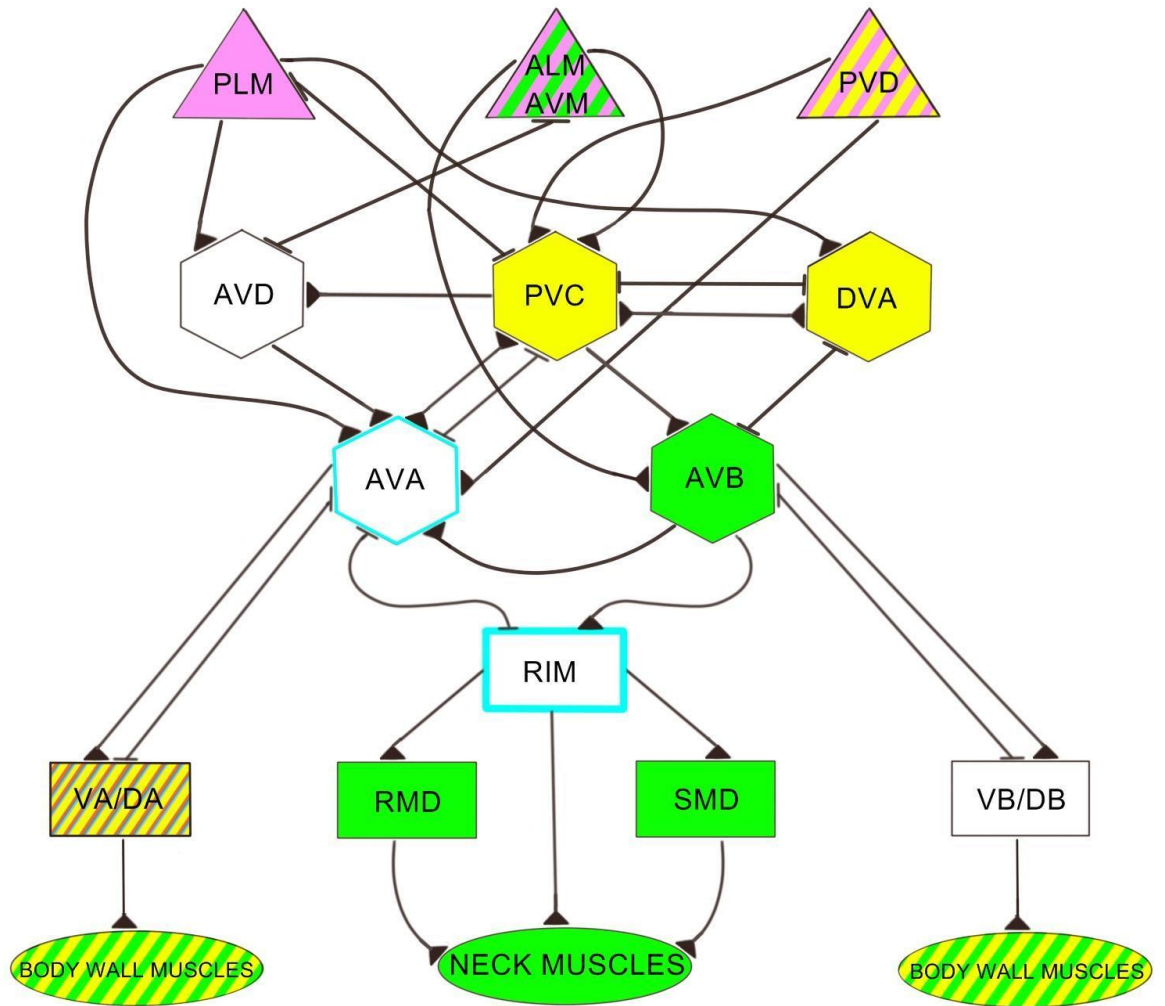 PLM
ALM
AVM
PVD
AVD
PVC
DVA
AVA
AVB
RIM
VA/DA
RMD
SMD
VB/DB
BODY WALL MUSCLES
NECK MUSCLES
BODY WALL MUSCLES